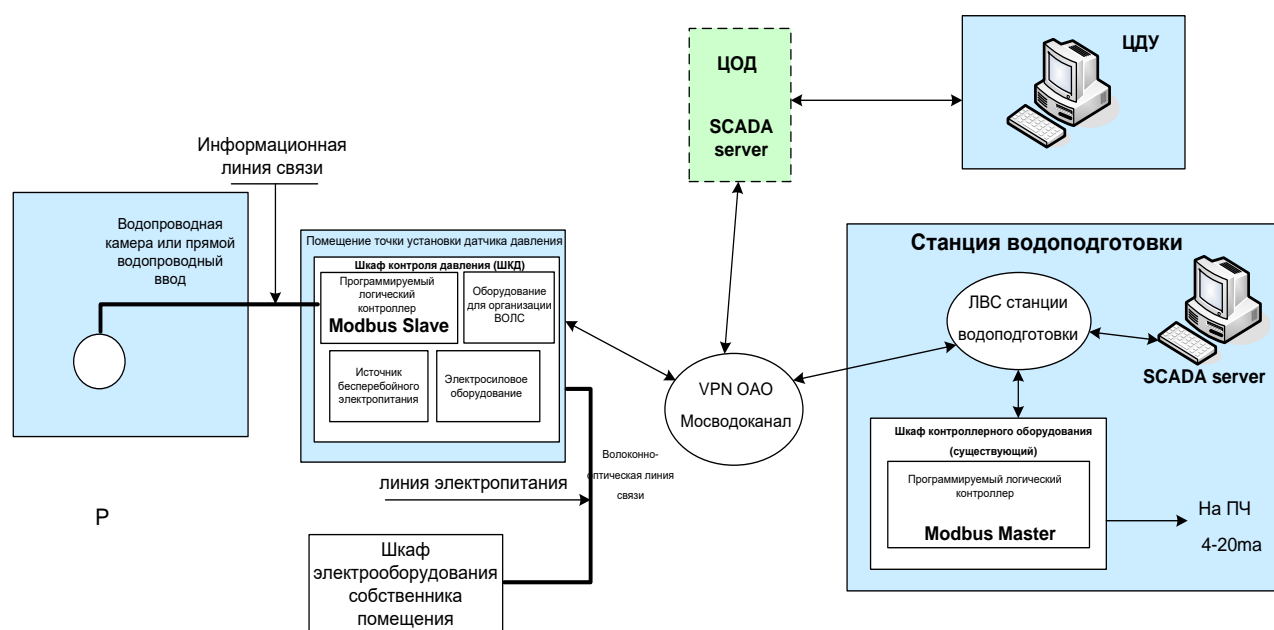 ЦОД
SCADA
server
ЦДУ
Информационная
линия связи
Водопроводная
камера или прямой
водопроводный
ввод
Помещение точки установки датчика давления
Шкаф контроля давления (ШКД)
Программируемый
логический
контроллер
Modbus Slave
Оборудование
для организации
ВОЛС
Источник
бесперебойного
электропитания
Электросиловое
оборудование
VPN ОАО
Мосводоканал
Станция водоподготовки
ЛВС станции
водоподготовки
SCADA server
Шкаф контроллерного оборудования
(существующий)
Программируемый логический
контроллер
Modbus Master
На ПЧ
4-20ma
Волоконно-
оптическая линия
связи
линия электропитания
P
Шкаф
электрооборудования
собственника
помещения